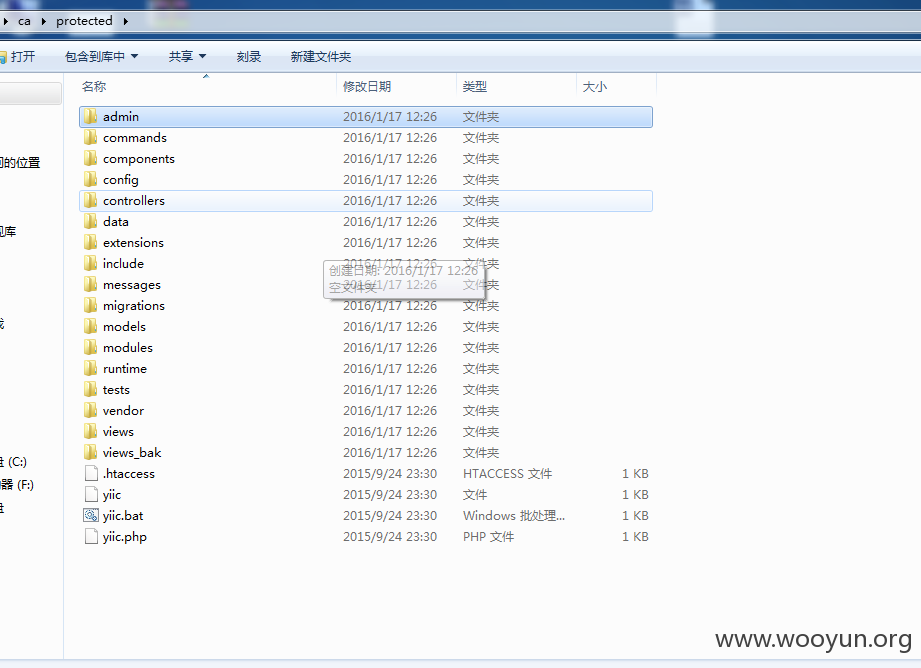 ca protected
打开 包含到库中 共享 刻录 新建文件夹
名称 修改日期 类型 大小
admin 2016/1/17 12:26 文件夹
commands 2016/1/17 12:26 文件夹
components 2016/1/17 12:26 文件夹
的位置
config 2016/1/17 12:26 文件夹
controllers 2016/1/17 12:26 文件夹
data 2016/1/17 12:26 文件夹
库
extensions 2016/1/17 12:26 文件夹
include 2016/1/17 12:26 文件夹
创建日期: 2016/1/17 12:26
messages 2016/1/17 12:26 文件夹
空文件夹
migrations 2016/1/17 12:26 文件夹
models 2016/1/17 12:26 文件夹
modules 2016/1/17 12:26 文件夹
runtime 2016/1/17 12:26 文件夹
tests 2016/1/17 12:26 文件夹
vendor 2016/1/17 12:26 文件夹
views 2016/1/17 12:26 文件夹
views_bak 2016/1/17 12:26 文件夹
(C:)
.htaccess 2015/9/24 23:30 HTACCESS 文件 1 KB
器 (F:)
yiic 2015/9/24 23:30 文件 1 KB
yiic.bat 2015/9/24 23:30 Windows 批处理... 1 KB
yiic.php 2015/9/24 23:30 PHP 文件 1 KB
www.wooyun.org